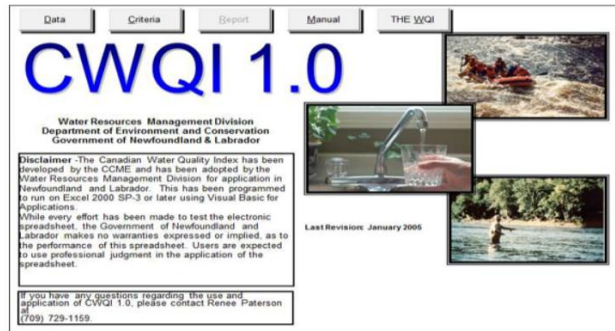 Data Criteria Report Manual THE WQI
CWQI 1.0
Water Resources Management Division
Department of Environment and Conservation
Government of Newfoundland & Labrador
Disclaimer -The Canadian Water Quality Index has been
developed by the CCME and has been adopted by the
Water Resources Management Division for application in
Newfoundland and Labrador. This has been programmed
to run on Excel 2000 SP-3 or later using Visual Basic for
Applications.
While every effort has been made to test the electronic
spreadsheet, the Government of Newfoundland and
Labrador makes no warranties expressed or implied, as to
the performance of this spreadsheet. Users are expected
to use professional judgment in the application of the
spreadsheet.
Last Revision: January 2005
If you have any questions regarding the use and
application of CWQI 1.0, please contact Renee Paterson
at
(709) 729-1159.